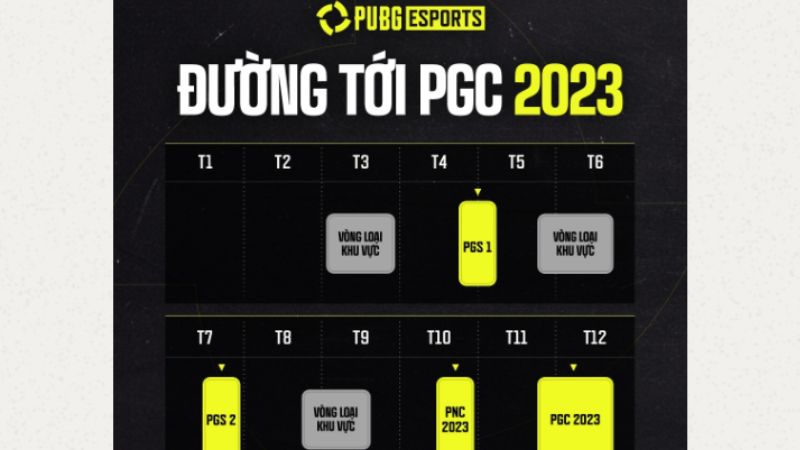 PUBG ESPORTS
ĐƯỜNG TỚI PGC 2023
T1 T2 T3 T4 T5 T6
VÒNG LOẠI
KHU VỰC
PGS 1
VÒNG LOẠI
KHU VỰC
T7 T8 T9 T10 T11 T12
PGS 2
VÒNG LOẠI
KHU VỰC
PNC
2023
PGC 2023